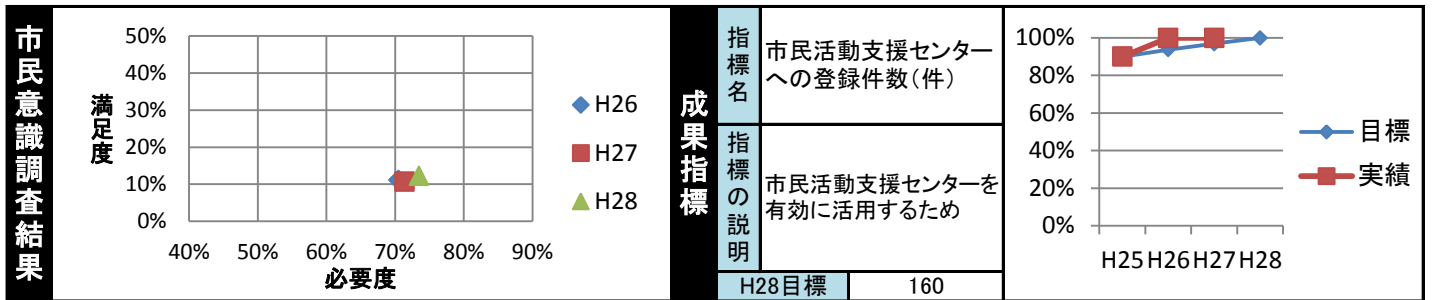 市民意識調査結果
50%
40%
30%
20%
10%
0%
満足度
40% 50% 60% 70% 80% 90%
必要度
H26
H27
H28
成果指標
指標名
市民活動支援センター
への登録件数(件)
指標の説明
市民活動支援センターを
有効に活用するため
H28目標
160
100%
80%
60%
40%
20%
0%
H25 H26 H27 H28
目標
実績